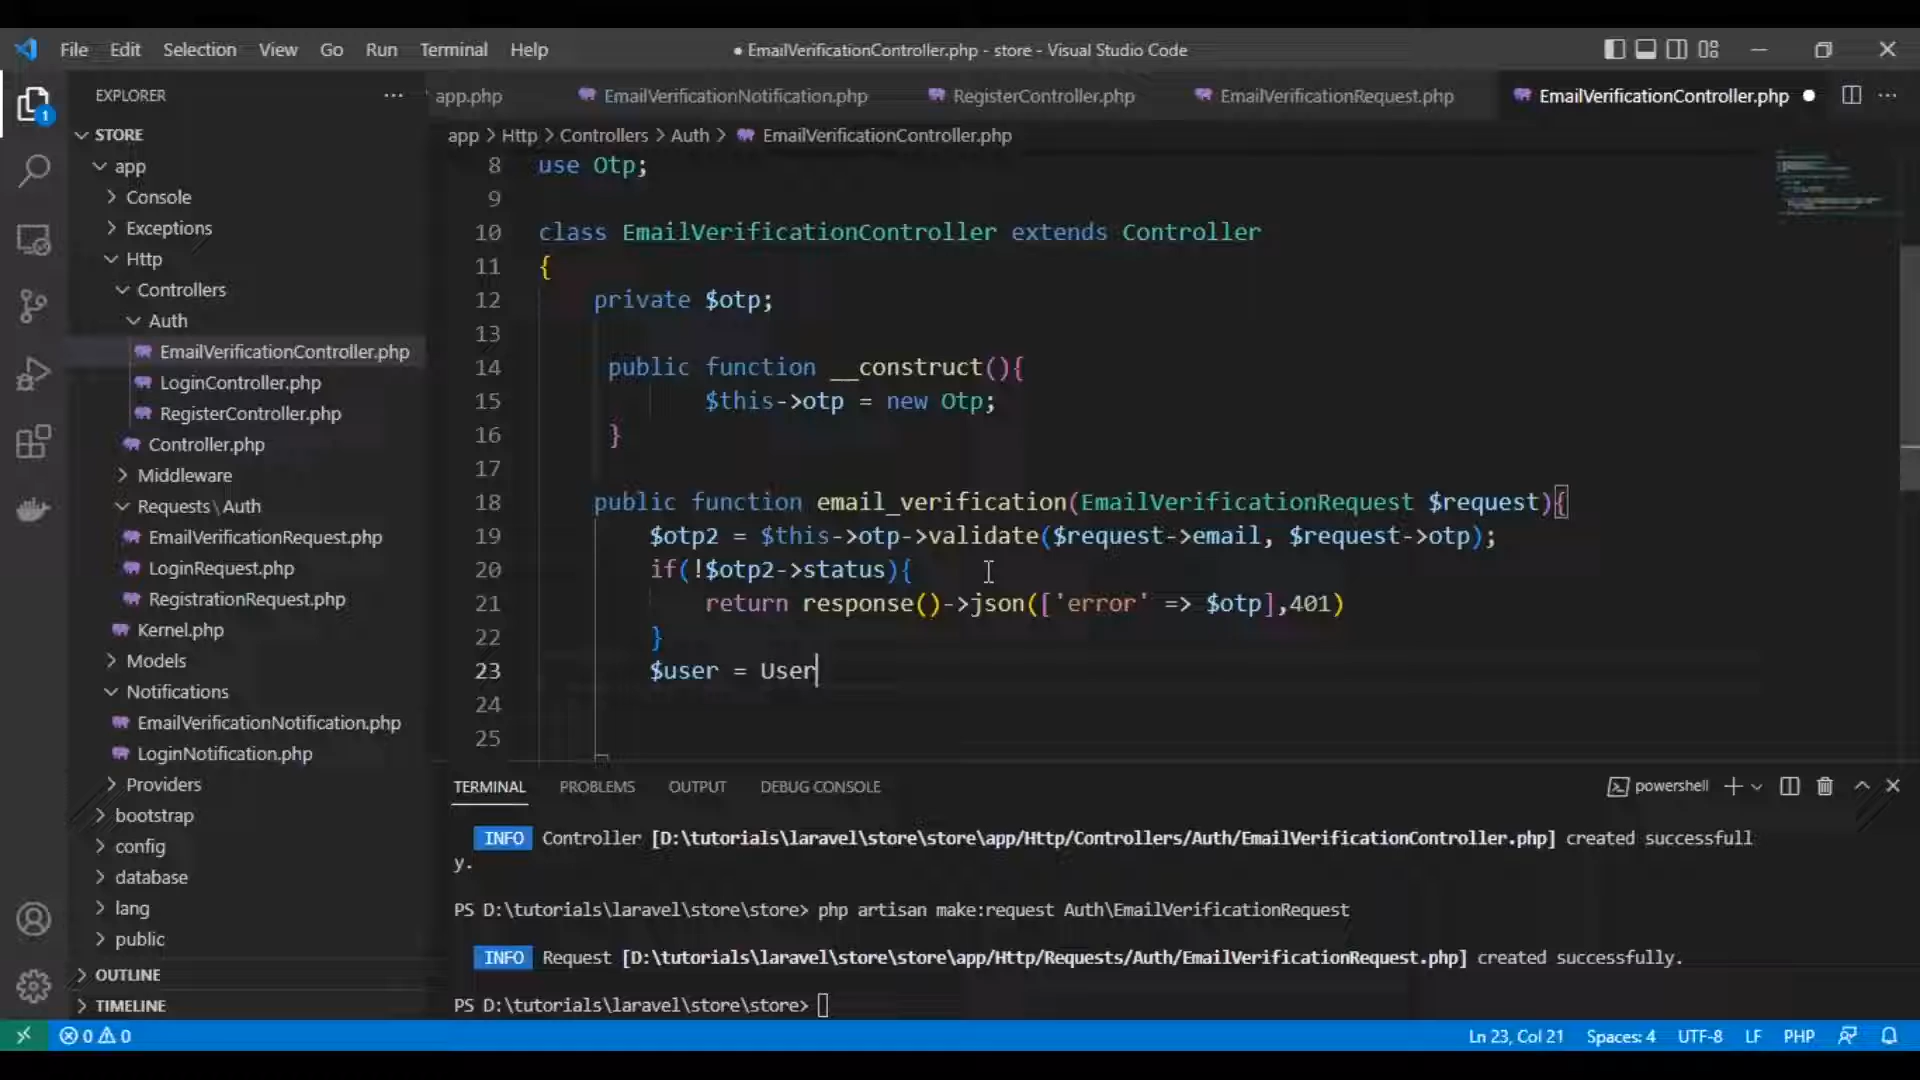 File Edit Selection View Go Run Terminal Help
● EmailVerificationController.php - store - Visual Studio Code
EXPLORER
app.php
EmailVerificationNotification.php
RegisterController.php
EmailVerificationRequest.php
EmailVerificationController.php ●
1
app > Http > Controllers > Auth > EmailVerificationController.php
STORE
app
Console
Exceptions
Http
Controllers
Auth
EmailVerificationController.php
LoginController.php
RegisterController.php
Controller.php
Middleware
Requests\Auth
EmailVerificationRequest.php
LoginRequest.php
RegistrationRequest.php
Kernel.php
Models
Notifications
EmailVerificationNotification.php
LoginNotification.php
Providers
bootstrap
config
database
lang
public
OUTLINE
TIMELINE
8 use Otp;
9
10 class EmailVerificationController extends Controller
11 {
12 private $otp;
13
14 public function __construct(){
15 $this->otp = new Otp;
16 }
17
18 public function email_verification(EmailVerificationRequest $request){
19 $otp2 = $this->otp->validate($request->email, $request->otp);
20 if(!$otp2->status){
21 return response()->json(['error' => $otp],401)
22 }
23 $user = User
24
25
TERMINAL PROBLEMS OUTPUT DEBUG CONSOLE
powershell
INFO Controller [D:\tutorials\laravel\store\store\app/Http/Controllers/Auth/EmailVerificationController.php] created successfull
y.
PS D:\tutorials\laravel\store\store> php artisan make:request Auth\EmailVerificationRequest
INFO Request [D:\tutorials\laravel\store\store\app/Http/Requests/Auth/EmailVerificationRequest.php] created successfully.
PS D:\tutorials\laravel\store\store>
0 0
Ln 23, Col 21 Spaces: 4 UTF-8 LF PHP